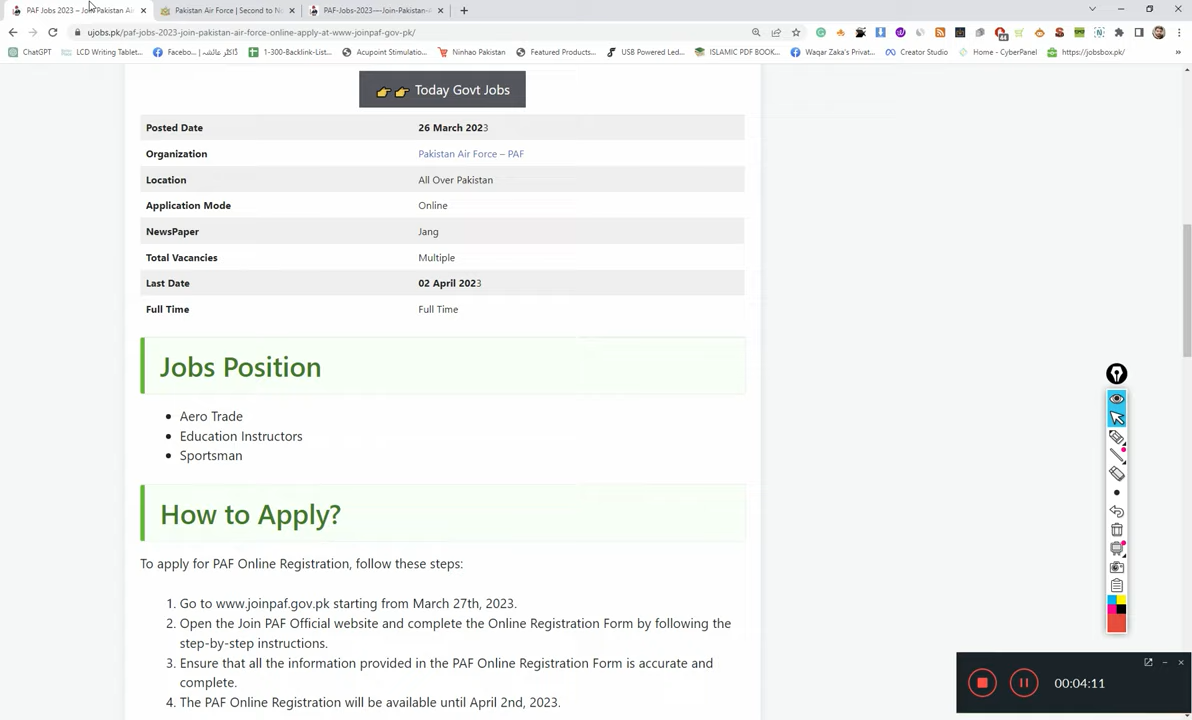 PAF Jobs 2023 – Join Pakistan Air
Pakistan Air Force | Second to No
PAF-Jobs-2023-—-Join-Pakistan-
ujobs.pk/paf-jobs-2023-join-pakistan-air-force-online-apply-at-www-joinpaf-gov-pk/
ChatGPT
LCD Writing Tablet...
Facebo...
1-300-Backlink-List...
Acupoint Stimulatio...
Ninhao Pakistan
Featured Products...
USB Powered Led...
ISLAMIC PDF BOOK...
Waqar Zaka's Privat...
Creator Studio
Home - CyberPanel
https://jobsbox.pk/
Today Govt Jobs
Posted Date 26 March 2023
Organization Pakistan Air Force – PAF
Location All Over Pakistan
Application Mode Online
NewsPaper Jang
Total Vacancies Multiple
Last Date 02 April 2023
Full Time Full Time
Jobs Position
• Aero Trade
• Education Instructors
• Sportsman
How to Apply?
To apply for PAF Online Registration, follow these steps:
1. Go to www.joinpaf.gov.pk starting from March 27th, 2023.
2. Open the Join PAF Official website and complete the Online Registration Form by following the
step-by-step instructions.
3. Ensure that all the information provided in the PAF Online Registration Form is accurate and
complete.
4. The PAF Online Registration will be available until April 2nd, 2023.
00:04:11